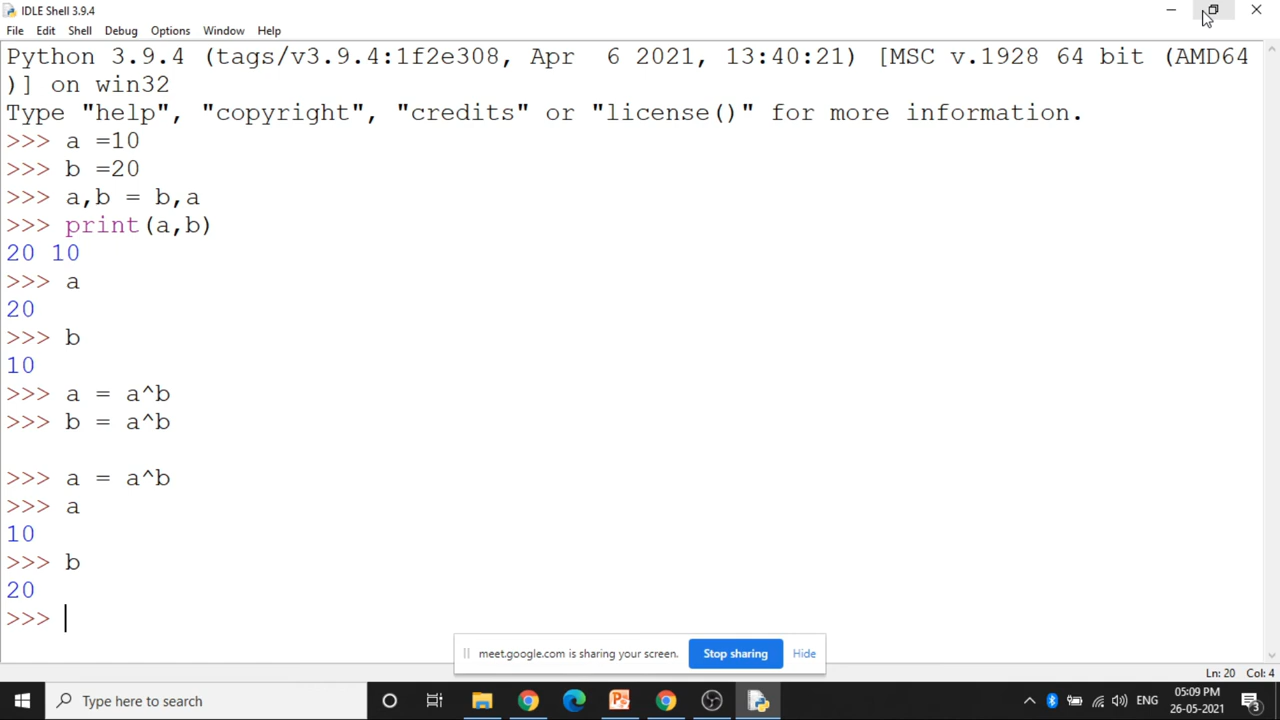 IDLE Shell 3.9.4
File Edit Shell Debug Options Window Help
Python 3.9.4 (tags/v3.9.4:1f2e308, Apr  6 2021, 13:40:21) [MSC v.1928 64 bit (AMD64
)] on win32
Type "help", "copyright", "credits" or "license()" for more information.
>>> a =10
>>> b =20
>>> a,b = b,a
>>> print(a,b)
20 10
>>> a
20
>>> b
10
>>> a = a^b
>>> b = a^b
>>> a = a^b
>>> a
10
>>> b
20
>>>
meet.google.com is sharing your screen. Stop sharing Hide
Ln: 20 Col: 4
Type here to search
ENG
05:09 PM
26-05-2021
3